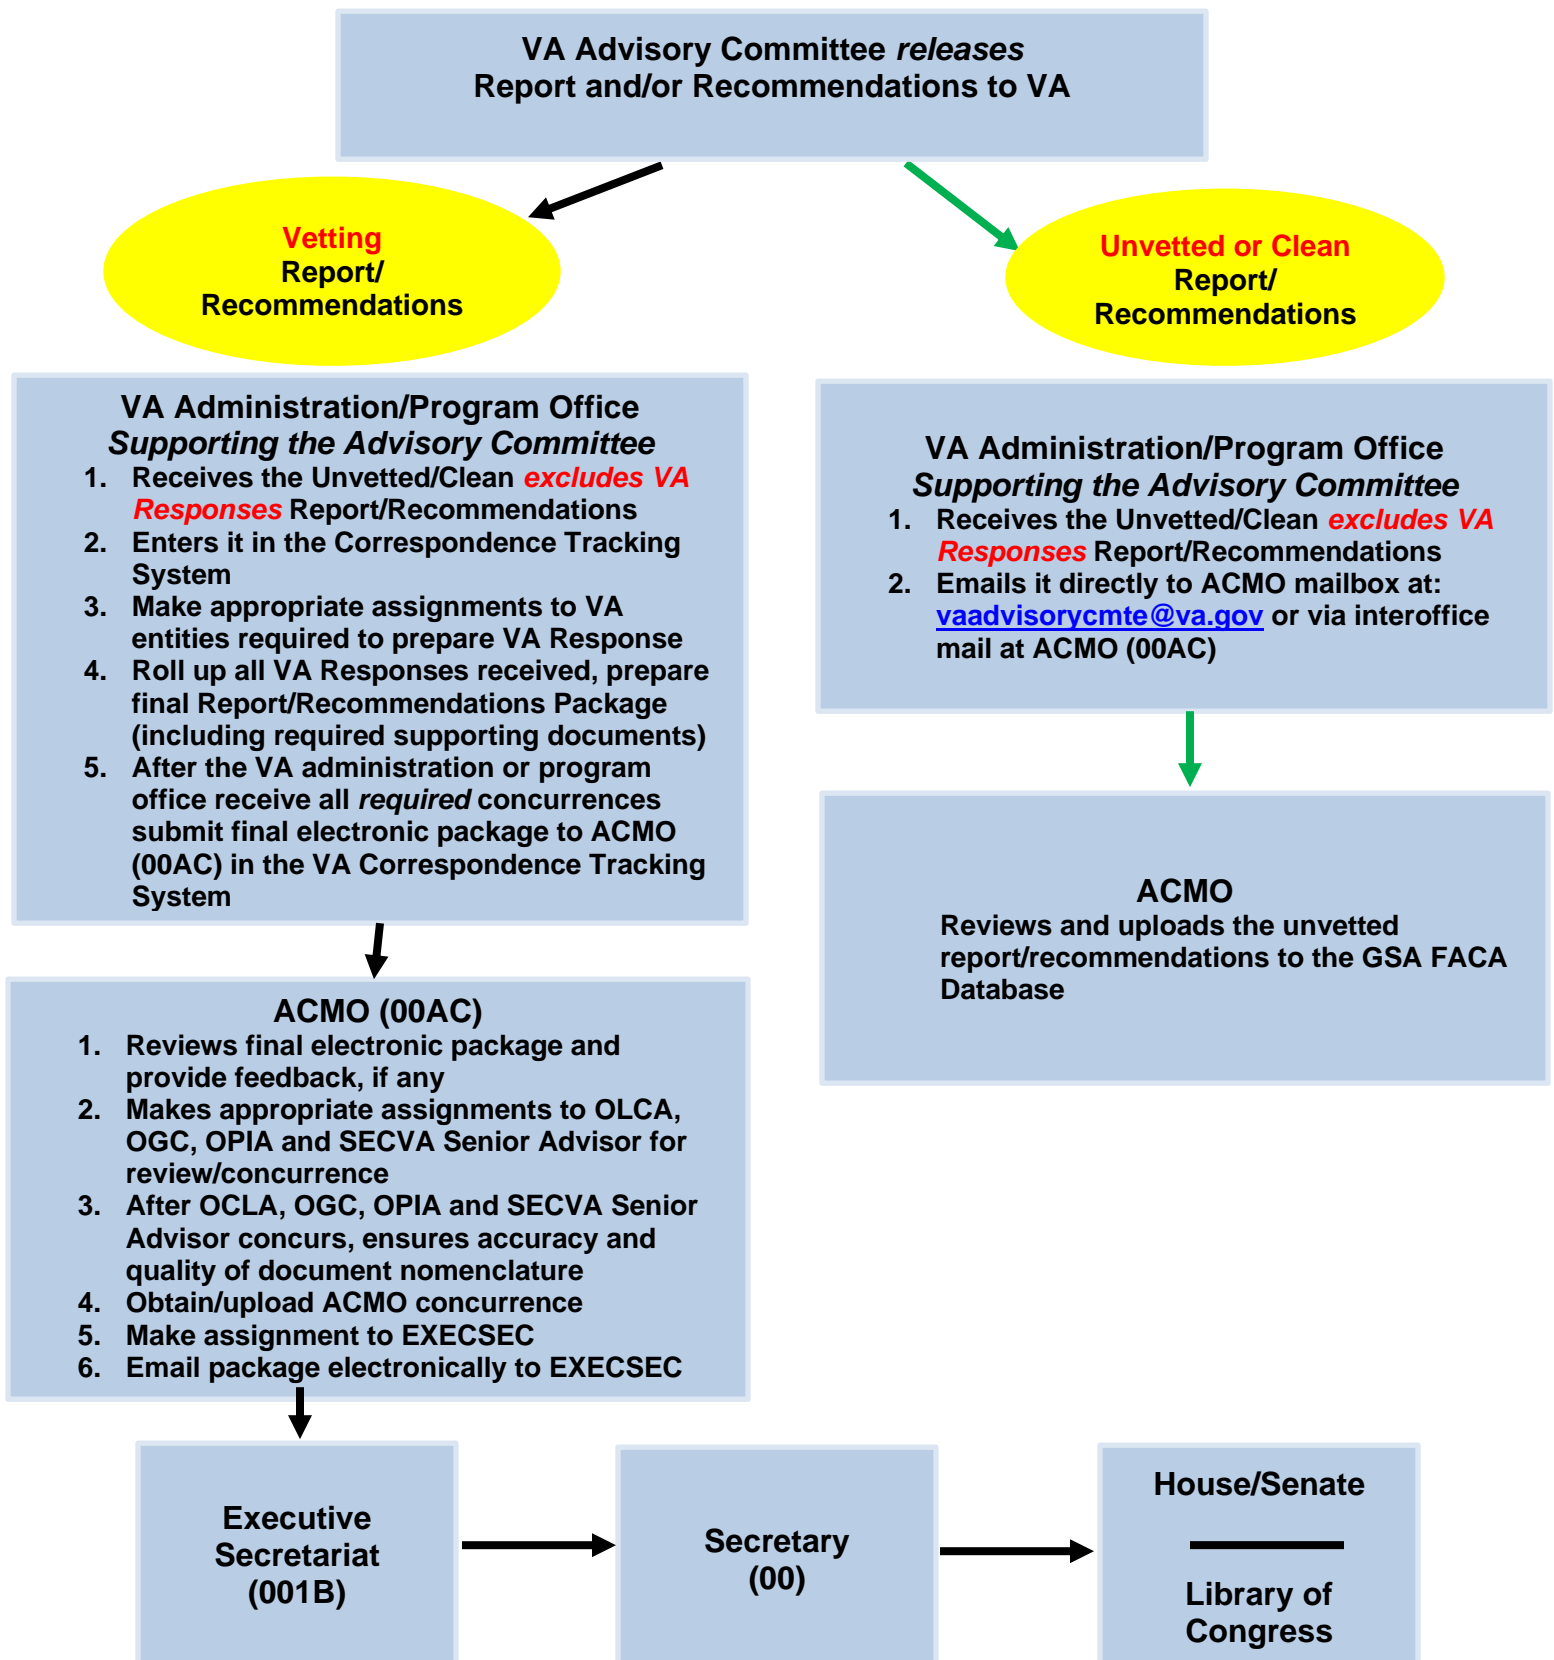 VA Advisory Committee releases
Report and/or Recommendations to VA
Vetting
Report/
Recommendations
Unvetted or Clean
Report/
Recommendations
VA Administration/Program Office
Supporting the Advisory Committee
1. Receives the Unvetted/Clean excludes VA
Responses Report/Recommendations
2. Enters it in the Correspondence Tracking
System
3. Make appropriate assignments to VA
entities required to prepare VA Response
4. Roll up all VA Responses received, prepare
final Report/Recommendations Package
(including required supporting documents)
5. After the VA administration or program
office receive all required concurrences
submit final electronic package to ACMO
(00AC) in the VA Correspondence Tracking
System
VA Administration/Program Office
Supporting the Advisory Committee
1. Receives the Unvetted/Clean excludes VA
Responses Report/Recommendations
2. Emails it directly to ACMO mailbox at:
vaadvisorycmte@va.gov or via interoffice
mail at ACMO (00AC)
ACMO
Reviews and uploads the unvetted
report/recommendations to the GSA FACA
Database
ACMO (00AC)
1. Reviews final electronic package and
provide feedback, if any
2. Makes appropriate assignments to OLCA,
OGC, OPIA and SECVA Senior Advisor for
review/concurrence
3. After OCLA, OGC, OPIA and SECVA Senior
Advisor concurs, ensures accuracy and
quality of document nomenclature
4. Obtain/upload ACMO concurrence
5. Make assignment to EXECSEC
6. Email package electronically to EXECSEC
Executive
Secretariat
(001B)
Secretary
(00)
House/Senate
Library of
Congress